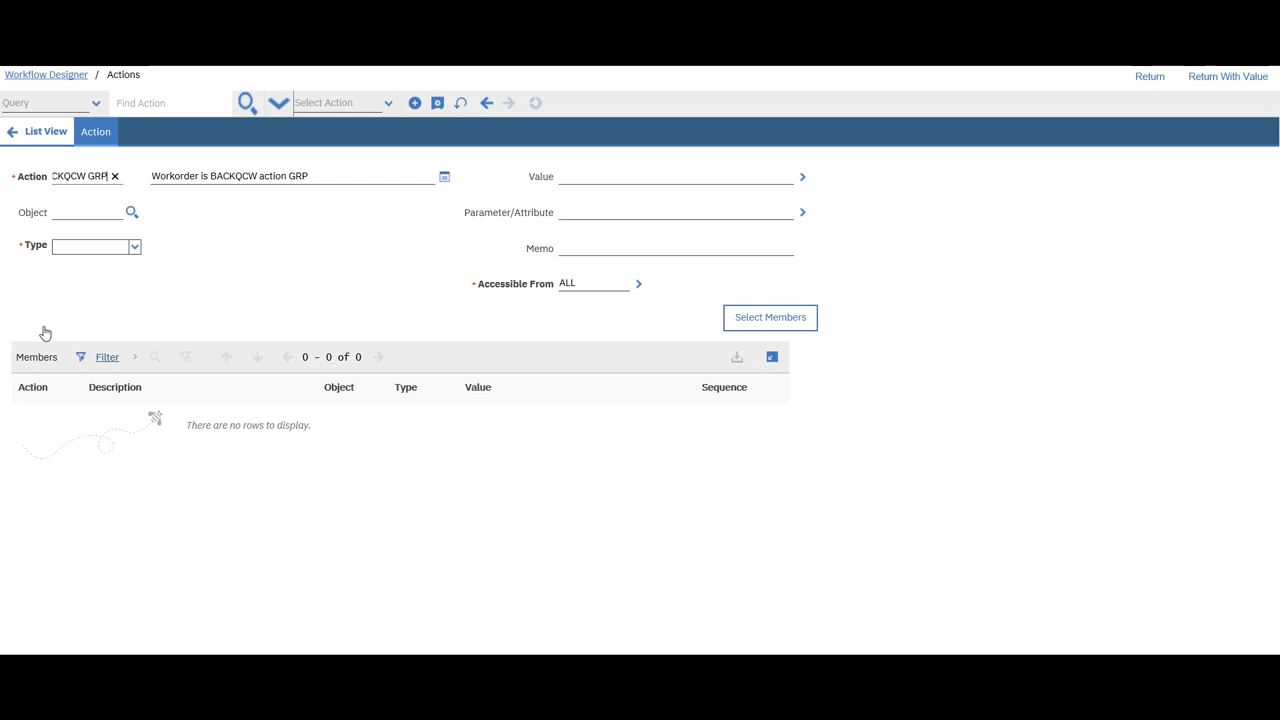 Workflow Designer / Actions
Return Return With Value
Query Find Action Select Action
List View Action
* Action CKQCW GRP Workorder is BACKQCW action GRP Value
Object Parameter/Attribute
* Type Memo
* Accessible From ALL
Select Members
Members Filter 0 - 0 of 0
Action Description Object Type Value Sequence
There are no rows to display.